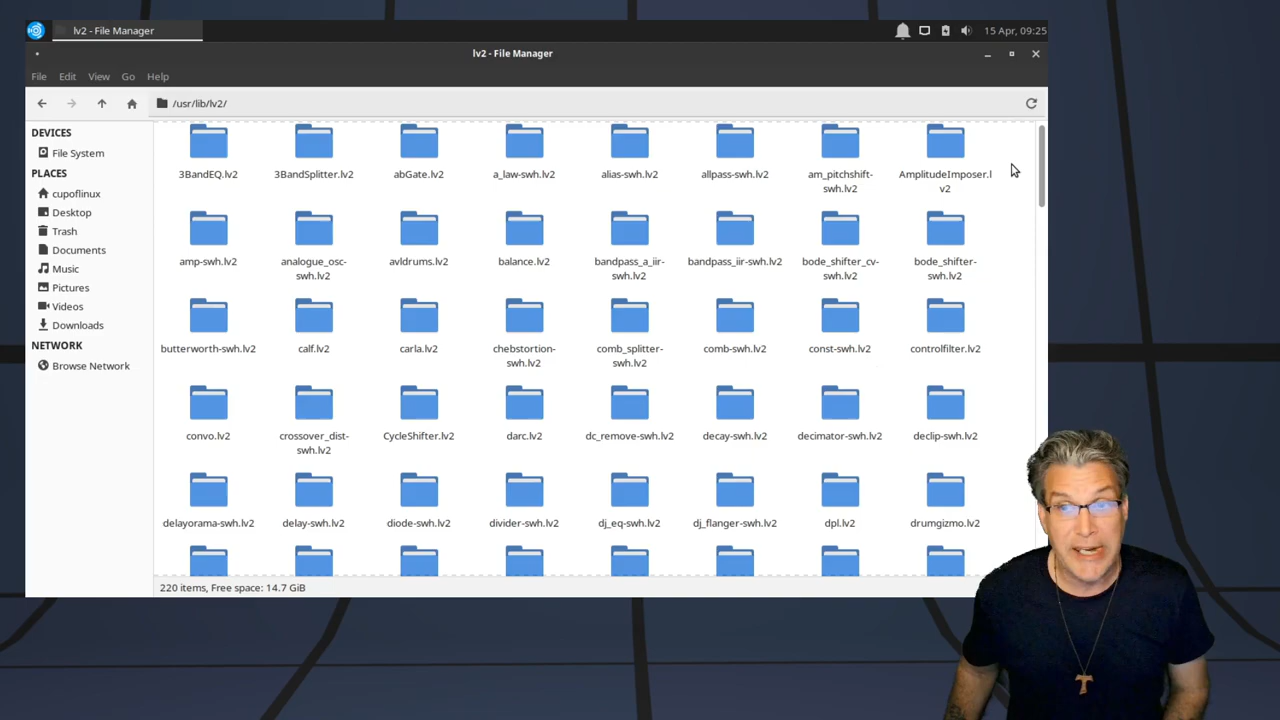 lv2 - File Manager
15 Apr, 09:25
lv2 - File Manager
File Edit View Go Help
/usr/lib/lv2/
DEVICES
File System
PLACES
cupoflinux
Desktop
Trash
Documents
Music
Pictures
Videos
Downloads
NETWORK
Browse Network
3BandEQ.lv2 3BandSplitter.lv2 abGate.lv2 a_law-swh.lv2 alias-swh.lv2 allpass-swh.lv2 am_pitchshift-swh.lv2 AmplitudeImposer.lv2
amp-swh.lv2 analogue_osc-swh.lv2 avldrums.lv2 balance.lv2 bandpass_a_iir-swh.lv2 bandpass_iir-swh.lv2 bode_shifter_cv-swh.lv2 bode_shifter-swh.lv2
butterworth-swh.lv2 calf.lv2 carla.lv2 chebstortion-swh.lv2 comb_splitter-swh.lv2 comb-swh.lv2 const-swh.lv2 controlfilter.lv2
convo.lv2 crossover_dist-swh.lv2 CycleShifter.lv2 darc.lv2 dc_remove-swh.lv2 decay-swh.lv2 decimator-swh.lv2 declip-swh.lv2
delayorama-swh.lv2 delay-swh.lv2 diode-swh.lv2 divider-swh.lv2 dj_eq-swh.lv2 dj_flanger-swh.lv2 dpl.lv2 drumgizmo.lv2
220 items, Free space: 14.7 GiB